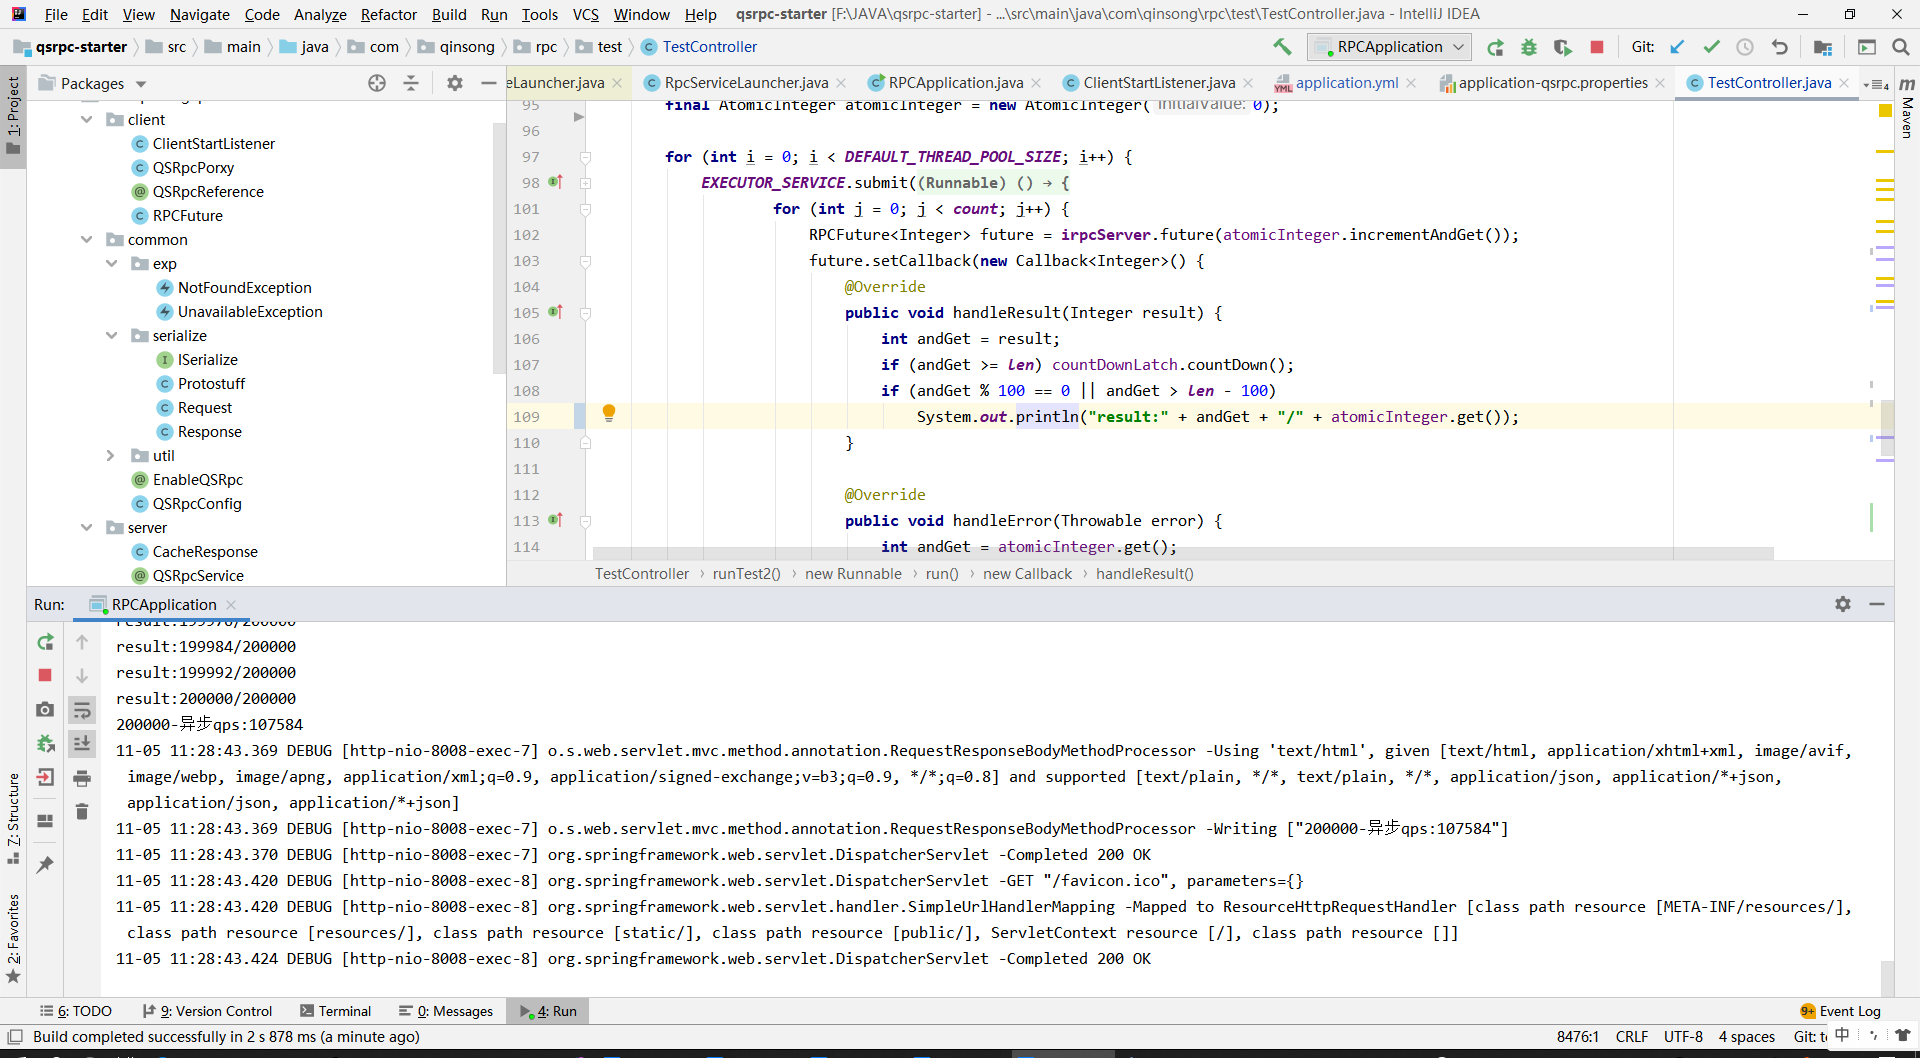 File Edit View Navigate Code Analyze Refactor Build Run Tools VCS Window Help qsrpc-starter [F:\JAVA\qsrpc-starter] - ...\src\main\java\com\qinsong\rpc\test\TestController.java - IntelliJ IDEA
qsrpc-starter src main java com qinsong rpc test TestController RPCApplication Git:
Packages
eLauncher.java RpcServiceLauncher.java RPCApplication.java ClientStartListener.java application.yml application-qsrpc.properties TestController.java 4
1: Project
Maven
client
ClientStartListener
QSRpcPorxy
QSRpcReference
RPCFuture
common
exp
NotFoundException
UnavailableException
serialize
ISerialize
Protostuff
Request
Response
util
EnableQSRpc
QSRpcConfig
server
CacheResponse
QSRpcService
95 final AtomicInteger atomicInteger = new AtomicInteger( initialValue: 0);
96
97 for (int i = 0; i < DEFAULT_THREAD_POOL_SIZE; i++) {
98 EXECUTOR_SERVICE.submit((Runnable) () → {
101 for (int j = 0; j < count; j++) {
102 RPCFuture<Integer> future = irpcServer.future(atomicInteger.incrementAndGet());
103 future.setCallback(new Callback<Integer>() {
104 @Override
105 public void handleResult(Integer result) {
106 int andGet = result;
107 if (andGet >= len) countDownLatch.countDown();
108 if (andGet % 100 == 0 || andGet > len - 100)
109 System.out.println("result:" + andGet + "/" + atomicInteger.get());
110 }
111
112 @Override
113 public void handleError(Throwable error) {
114 int andGet = atomicInteger.get();
TestController › runTest2() › new Runnable › run() › new Callback › handleResult()
Run: RPCApplication
result:199976/200000
result:199984/200000
result:199992/200000
result:200000/200000
200000-异步qps:107584
11-05 11:28:43.369 DEBUG [http-nio-8008-exec-7] o.s.web.servlet.mvc.method.annotation.RequestResponseBodyMethodProcessor -Using 'text/html', given [text/html, application/xhtml+xml, image/avif,
image/webp, image/apng, application/xml;q=0.9, application/signed-exchange;v=b3;q=0.9, */*;q=0.8] and supported [text/plain, */*, text/plain, */*, application/json, application/*+json,
application/json, application/*+json]
11-05 11:28:43.369 DEBUG [http-nio-8008-exec-7] o.s.web.servlet.mvc.method.annotation.RequestResponseBodyMethodProcessor -Writing ["200000-异步qps:107584"]
11-05 11:28:43.370 DEBUG [http-nio-8008-exec-7] org.springframework.web.servlet.DispatcherServlet -Completed 200 OK
11-05 11:28:43.420 DEBUG [http-nio-8008-exec-8] org.springframework.web.servlet.DispatcherServlet -GET "/favicon.ico", parameters={}
11-05 11:28:43.420 DEBUG [http-nio-8008-exec-8] org.springframework.web.servlet.handler.SimpleUrlHandlerMapping -Mapped to ResourceHttpRequestHandler [class path resource [META-INF/resources/],
class path resource [resources/], class path resource [static/], class path resource [public/], ServletContext resource [/], class path resource []]
11-05 11:28:43.424 DEBUG [http-nio-8008-exec-8] org.springframework.web.servlet.DispatcherServlet -Completed 200 OK
7: Structure
2: Favorites
6: TODO 9: Version Control Terminal 0: Messages 4: Run 9+ Event Log
Build completed successfully in 2 s 878 ms (a minute ago) 8476:1 CRLF UTF-8 4 spaces Git: 中